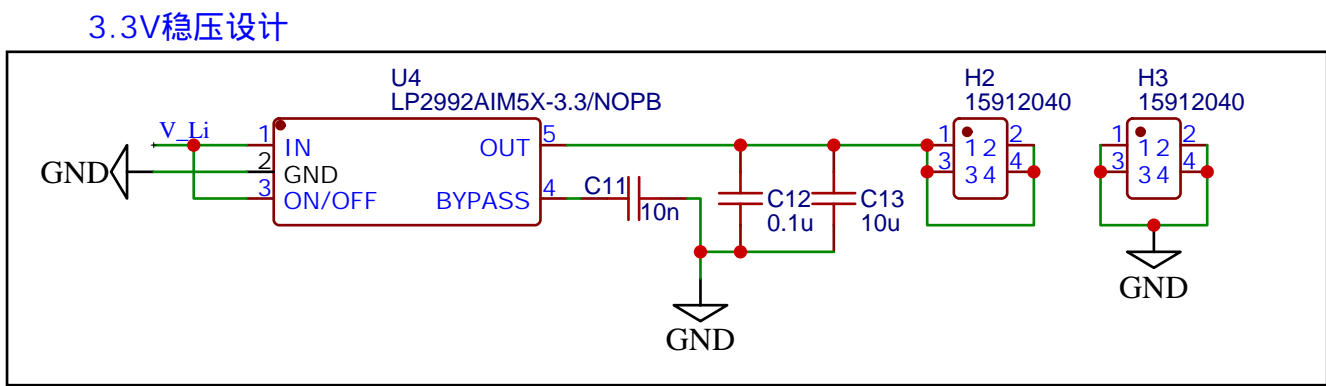 3.3V稳压设计
U4
LP2992AIM5X-3.3/NOPB
H2
15912040
H3
15912040
V_Li
GND
1
IN
2
GND
3
ON/OFF
OUT
5
BYPASS
4
C11
10n
C12
0.1u
C13
10u
1
1 2
2
3
3 4
4
1
1 2
2
3
3 4
4
GND
GND